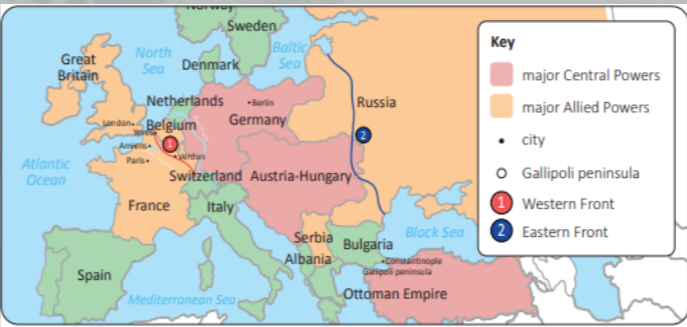 Norway
Sweden
Baltic
Sea
North
Sea
Great
Britain
Denmark
Netherlands
Berlin
Russia
London
Belgium
Germany
Ypres
2
Amiens
1
Verdun
Paris
Atlantic
Ocean
Switzerland
Austria-Hungary
France
Italy
Black Sea
Serbia
Bulgaria
Albania
Constantinople
Gallipoli peninsula
Spain
Mediterranean Sea
Ottoman Empire
Key
major Central Powers
major Allied Powers
city
Gallipoli peninsula
1 Western Front
2 Eastern Front